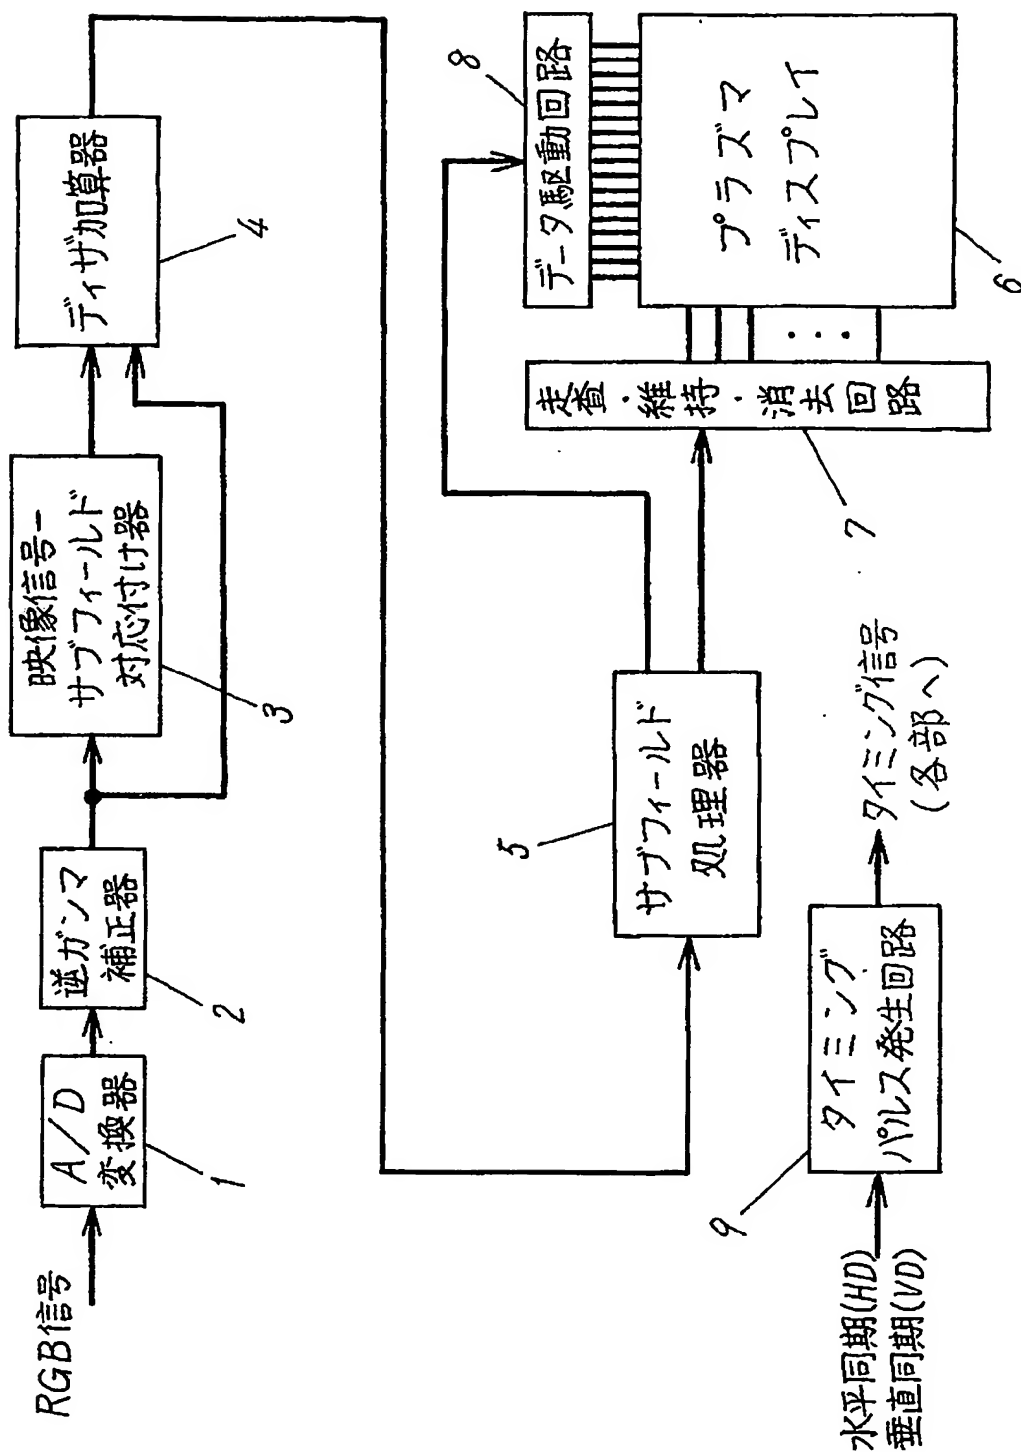 RGB信号
A/D
変換器
1
逆ガンマ
補正器
2
映像信号ー
サブフィールド
対応付け器
3
ディザ加算器
4
サブフィールド
処理器
5
データ駆動回路
8
プラズマ
ディスプレイ
6
走査・維持・消去回路
7
水平同期(HD)
垂直同期(VD)
タイミング
パルス発生回路
9
タイミング信号
(各部へ)